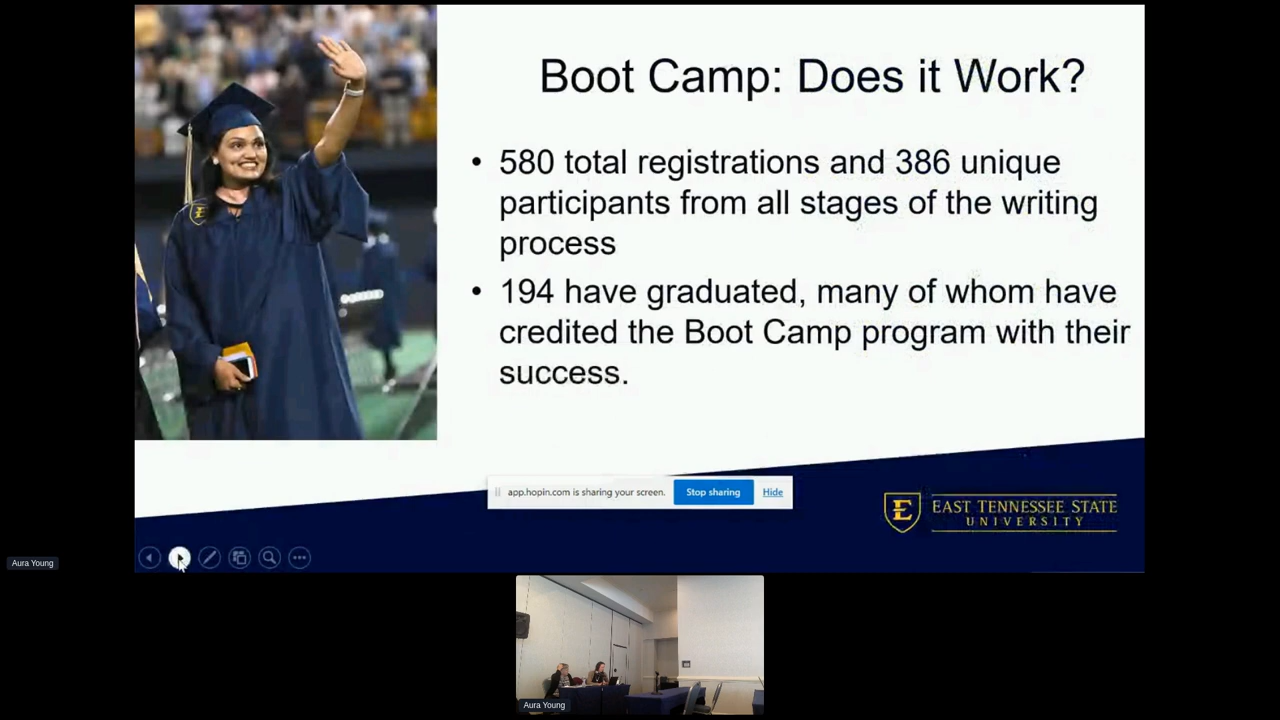 Boot Camp: Does it Work?
• 580 total registrations and 386 unique
participants from all stages of the writing
process
• 194 have graduated, many of whom have
credited the Boot Camp program with their
success.
app.hopin.com is sharing your screen.
Stop sharing
Hide
E
EAST TENNESSEE STATE
UNIVERSITY
Aura Young
Aura Young